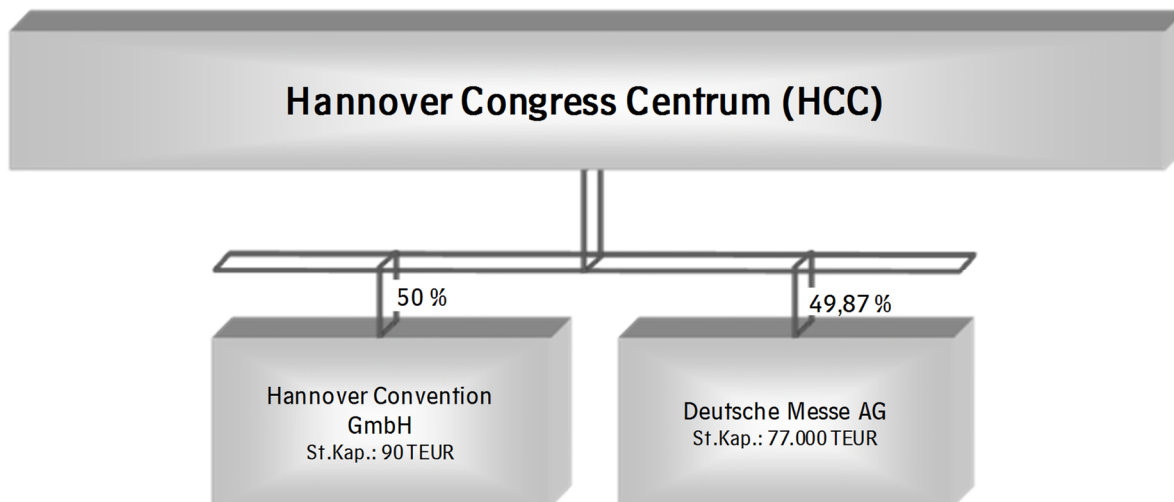 Hannover Congress Centrum (HCC)
50 %
49,87 %
Hannover Convention
GmbH
St.Kap.: 90 TEUR
Deutsche Messe AG
St.Kap.: 77.000 TEUR